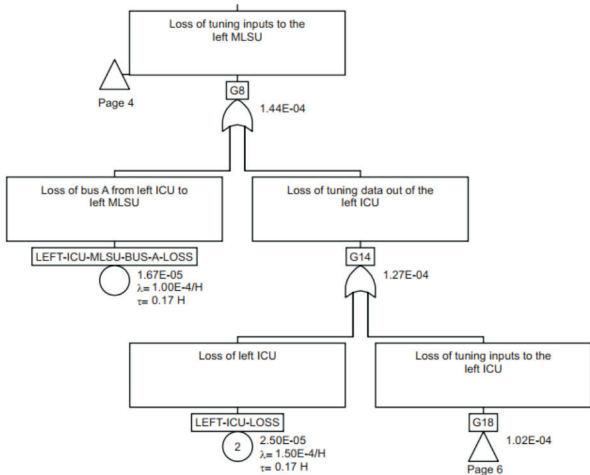 Loss of tuning inputs to the
left MLSU
Page 4
G8
1.44E-04
Loss of bus A from left ICU to
left MLSU
Loss of tuning data out of the
left ICU
LEFT-ICU-MLSU-BUS-A-LOSS
1.67E-05
λ= 1.00E-4/H
τ= 0.17 H
G14
1.27E-04
Loss of left ICU
Loss of tuning inputs to the
left ICU
LEFT-ICU-LOSS
2
2.50E-05
λ= 1.50E-4/H
τ= 0.17 H
G18
1.02E-04
Page 6